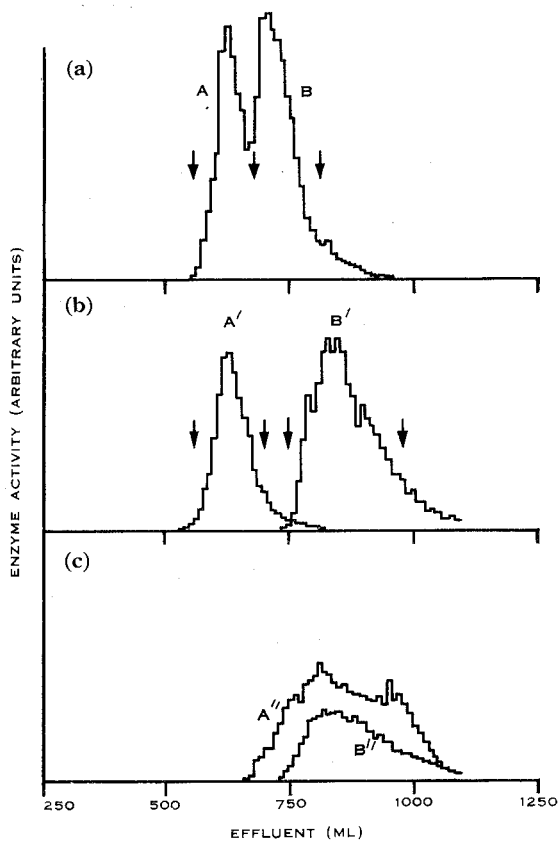 (a)
A
B
(b)
A′
B′
(c)
A″
B″
ENZYME ACTIVITY (ARBITRARY UNITS)
250 500 750 1000 1250
EFFLUENT (ML)